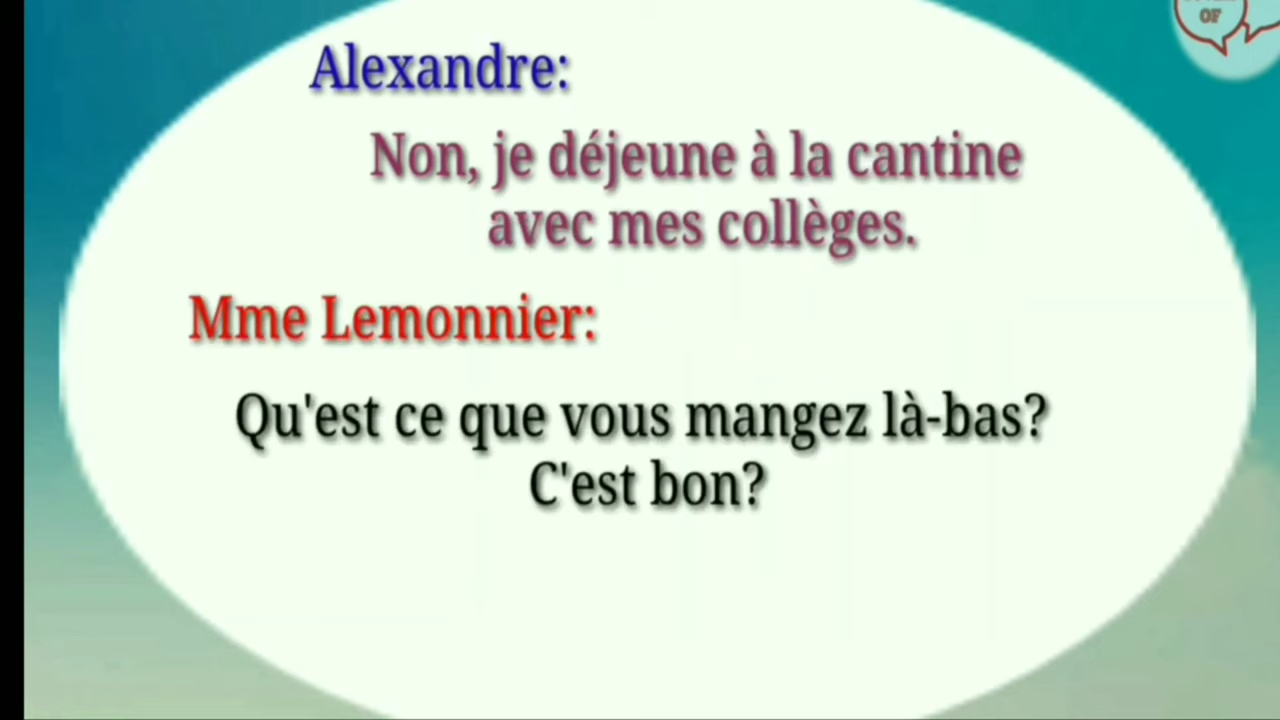 OF
Alexandre:
Non, je déjeune à la cantine
avec mes collèges.
Mme Lemonnier:
Qu'est ce que vous mangez là-bas?
C'est bon?